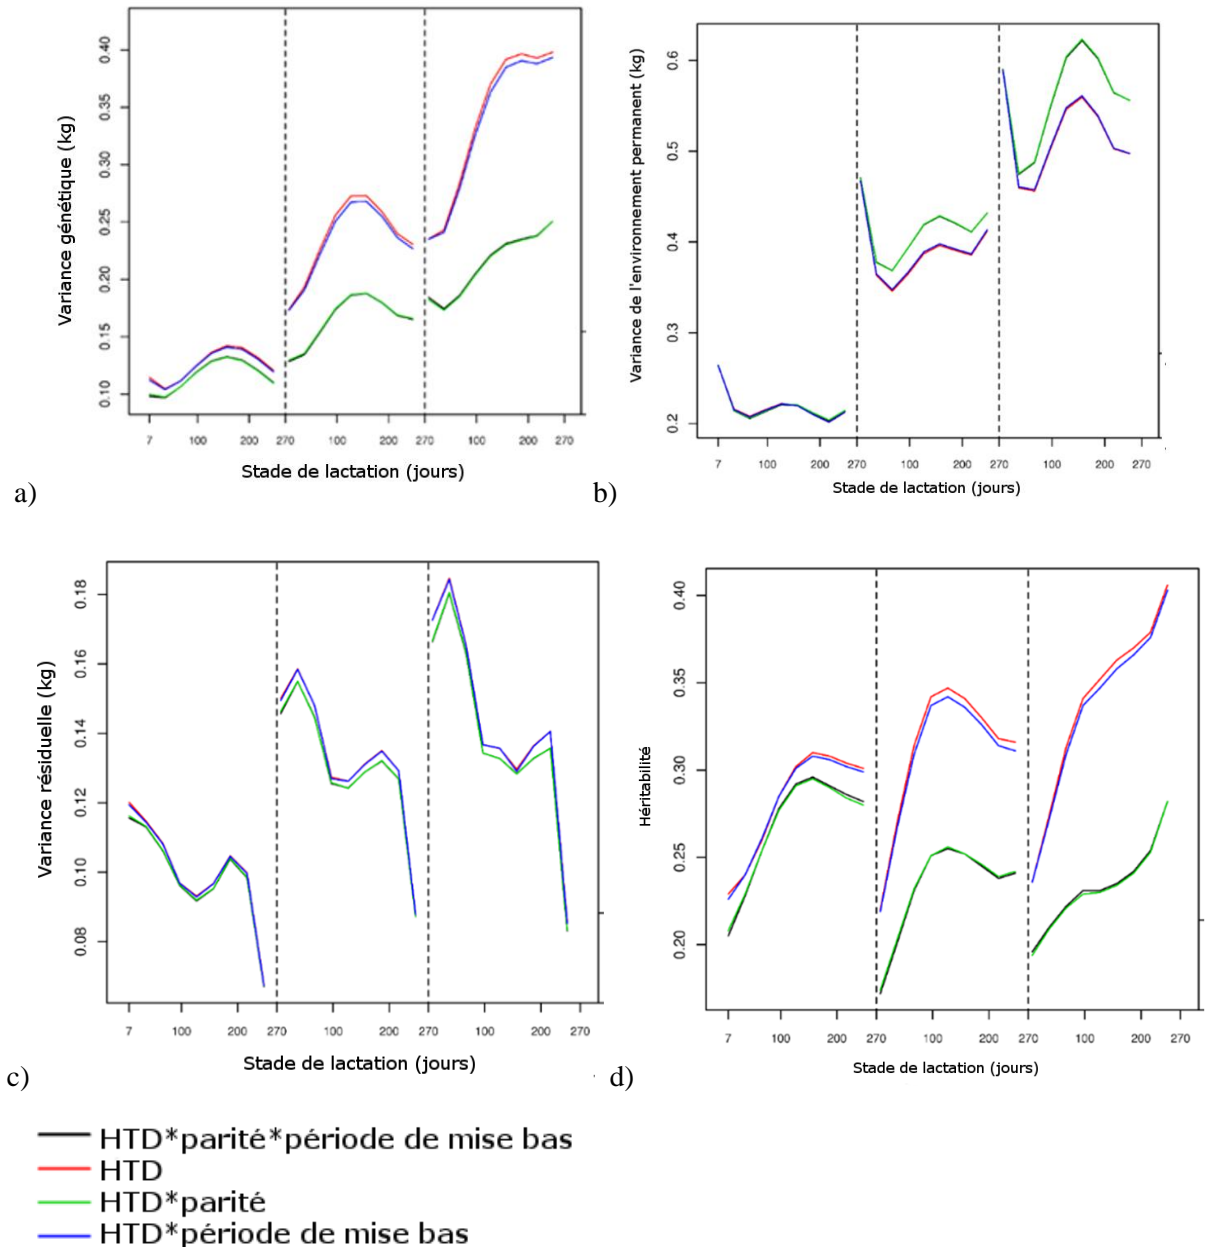 Variance génétique (kg)
0.40
0.35
0.30
0.25
0.20
0.15
0.10
7 100 200 270 100 200 270 100 200 270
Stade de lactation (jours)
a)
Variance de l'environnement permanent (kg)
0.6
0.5
0.4
0.3
0.2
7 100 200 270 100 200 270 100 200 270
Stade de lactation (jours)
b)
Variance résiduelle (kg)
0.18
0.16
0.14
0.12
0.10
0.08
7 100 200 270 100 200 270 100 200 270
Stade de lactation (jours)
c)
Héritabilité
0.40
0.35
0.30
0.25
0.20
7 100 200 270 100 200 270 100 200 270
Stade de lactation (jours)
d)
HTD*parité*période de mise bas
HTD
HTD*parité
HTD*période de mise bas